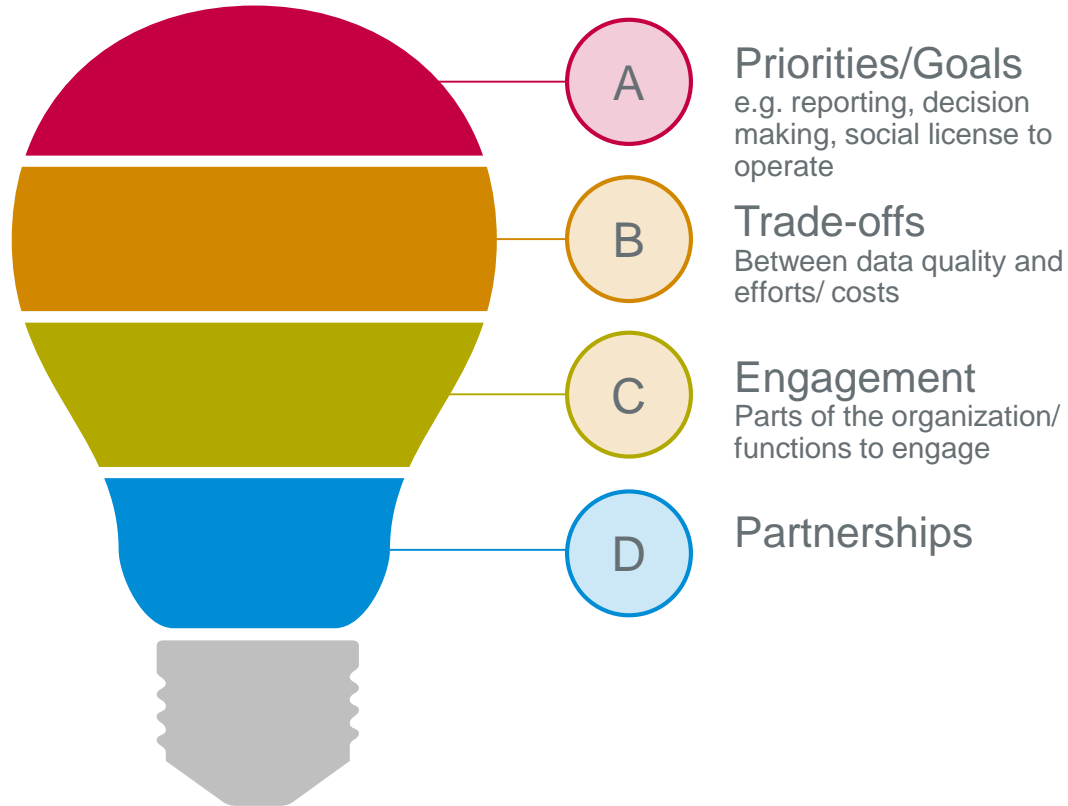 A
Priorities/Goals
e.g. reporting, decision
making, social license to
operate
B
Trade-offs
Between data quality and
efforts/ costs
C
Engagement
Parts of the organization/
functions to engage
D
Partnerships